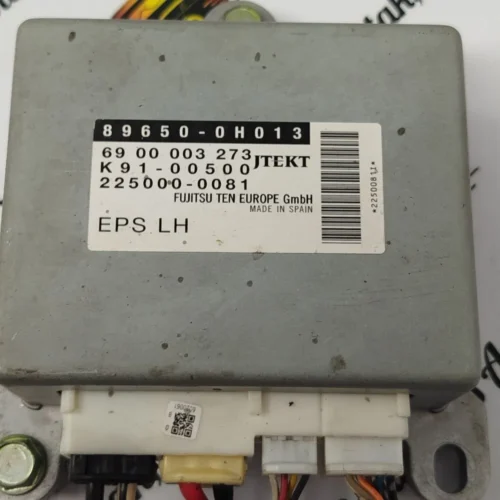 89650-0H013
69 00 003 273 JTEKT
K91-00500
225000-0081
FUJITSU TEN EUROPE GmbH
MADE IN SPAIN
EPS LH
*2250081T*